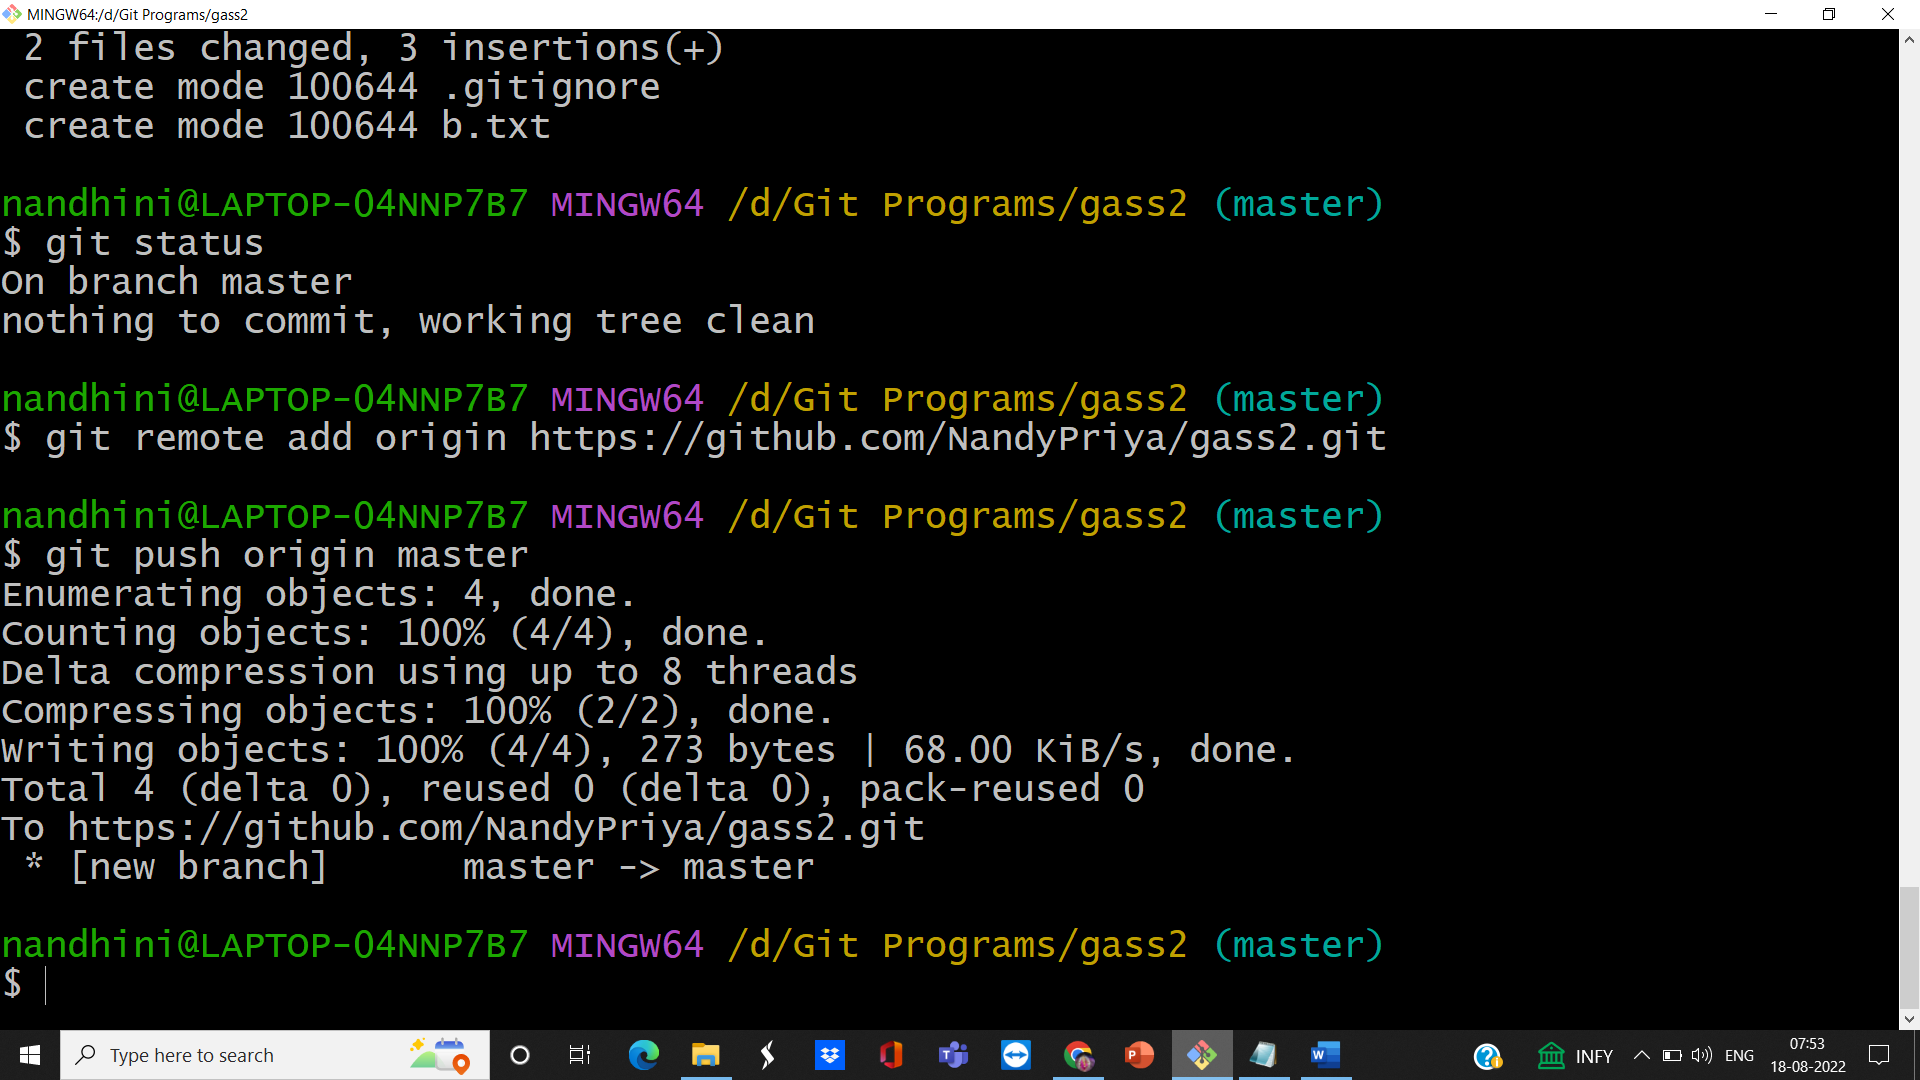 MINGW64:/d/Git Programs/gass2
2 files changed, 3 insertions(+)
create mode 100644 .gitignore
create mode 100644 b.txt
nandhini@LAPTOP-04NNP7B7 MINGW64 /d/Git Programs/gass2 (master)
$ git status
On branch master
nothing to commit, working tree clean
nandhini@LAPTOP-04NNP7B7 MINGW64 /d/Git Programs/gass2 (master)
$ git remote add origin https://github.com/NandyPriya/gass2.git
nandhini@LAPTOP-04NNP7B7 MINGW64 /d/Git Programs/gass2 (master)
$ git push origin master
Enumerating objects: 4, done.
Counting objects: 100% (4/4), done.
Delta compression using up to 8 threads
Compressing objects: 100% (2/2), done.
Writing objects: 100% (4/4), 273 bytes | 68.00 KiB/s, done.
Total 4 (delta 0), reused 0 (delta 0), pack-reused 0
To https://github.com/NandyPriya/gass2.git
* [new branch]      master -> master
nandhini@LAPTOP-04NNP7B7 MINGW64 /d/Git Programs/gass2 (master)
$
Type here to search
INFY
ENG
07:53
18-08-2022